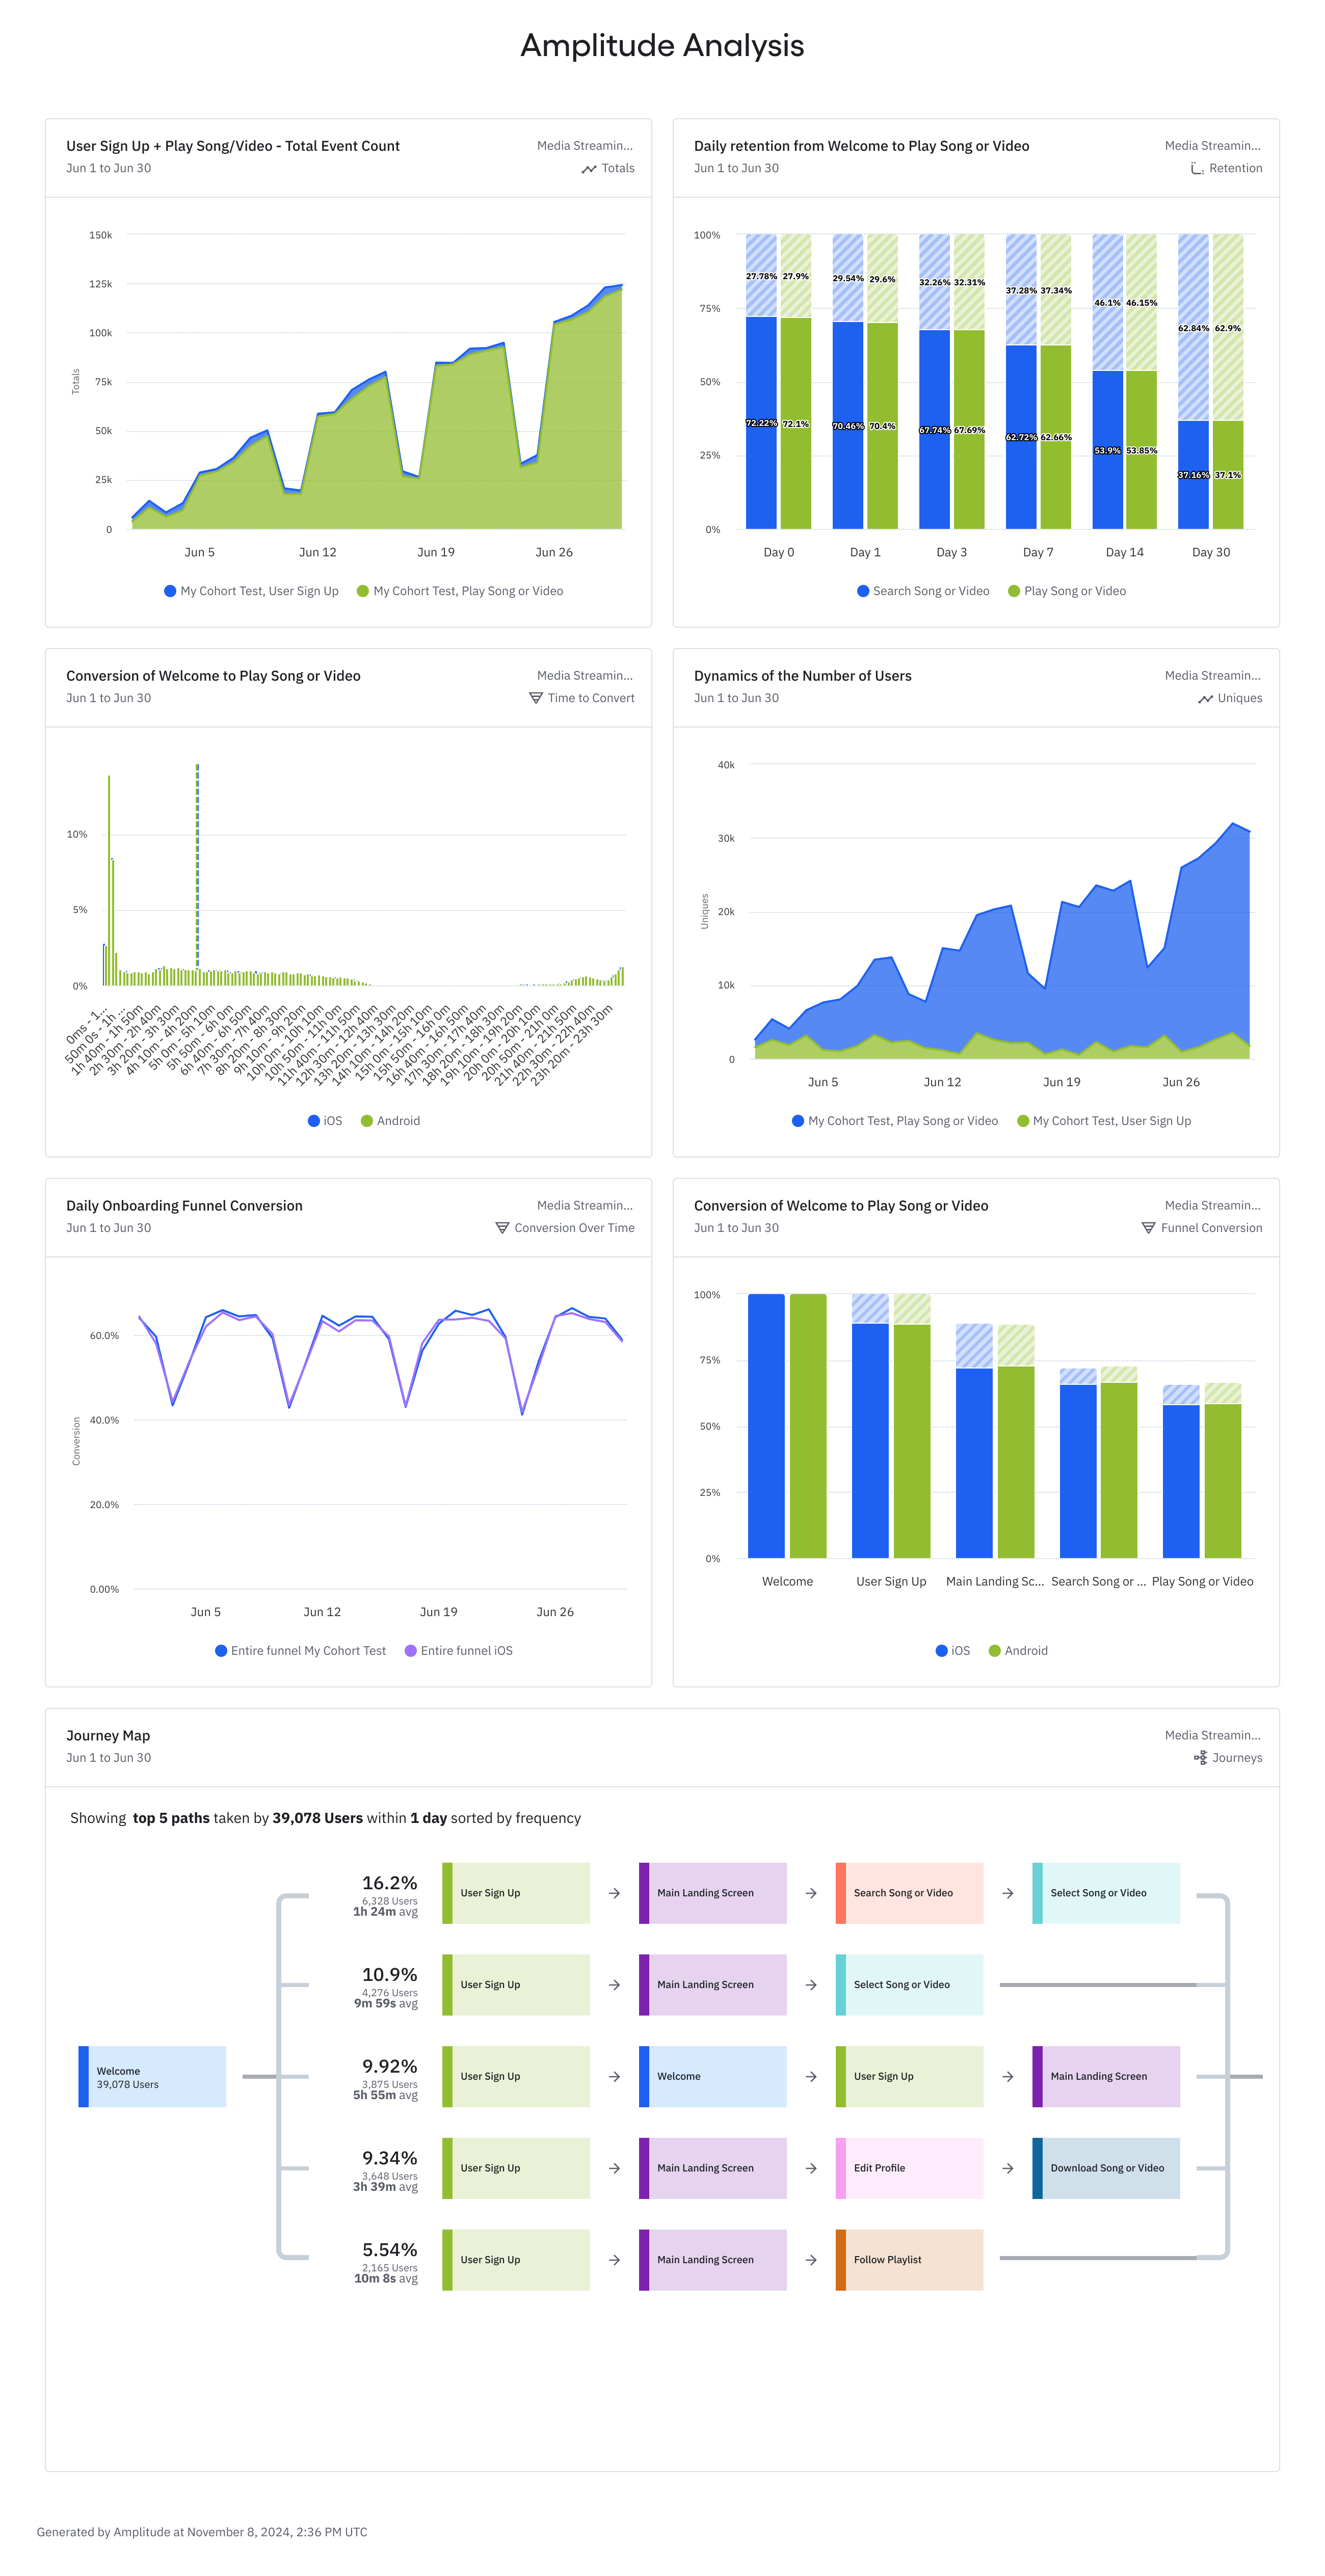 Amplitude Analysis
User Sign Up + Play Song/Video - Total Event Count
Media Streamin...
Jun 1 to Jun 30
Totals
150k
125k
100k
75k
50k
25k
0
Totals
Jun 5 Jun 12 Jun 19 Jun 26
My Cohort Test, User Sign Up My Cohort Test, Play Song or Video
Daily retention from Welcome to Play Song or Video
Media Streamin...
Jun 1 to Jun 30
Retention
100%
75%
50%
25%
0%
27.78% 27.9% 29.54% 29.6% 32.26% 32.31% 37.28% 37.34% 46.1% 46.15% 62.84% 62.9%
72.22% 72.1% 70.46% 70.4% 67.74% 67.69% 62.72% 62.66% 53.9% 53.85% 37.16% 37.1%
Day 0 Day 1 Day 3 Day 7 Day 14 Day 30
Search Song or Video Play Song or Video
Conversion of Welcome to Play Song or Video
Media Streamin...
Jun 1 to Jun 30
Time to Convert
10%
5%
0%
0ms - 1...
50m 0s - 1h ...
1h 40m - 1h 50m
2h 30m - 2h 40m
3h 20m - 3h 30m
4h 10m - 4h 20m
5h 0m - 5h 10m
5h 50m - 6h 0m
6h 40m - 6h 50m
7h 30m - 7h 40m
8h 20m - 8h 30m
9h 10m - 9h 20m
10h 0m - 10h 10m
10h 50m - 11h 0m
11h 40m - 11h 50m
12h 30m - 12h 40m
13h 20m - 13h 30m
14h 10m - 14h 20m
15h 0m - 15h 10m
15h 50m - 16h 0m
16h 40m - 16h 50m
17h 30m - 17h 40m
18h 20m - 18h 30m
19h 10m - 19h 20m
20h 0m - 20h 10m
20h 50m - 21h 0m
21h 40m - 21h 50m
22h 30m - 22h 40m
23h 20m - 23h 30m
iOS Android
Dynamics of the Number of Users
Media Streamin...
Jun 1 to Jun 30
Uniques
40k
30k
20k
10k
0
Uniques
Jun 5 Jun 12 Jun 19 Jun 26
My Cohort Test, Play Song or Video My Cohort Test, User Sign Up
Daily Onboarding Funnel Conversion
Media Streamin...
Jun 1 to Jun 30
Conversion Over Time
60.0%
40.0%
20.0%
0.00%
Conversion
Jun 5 Jun 12 Jun 19 Jun 26
Entire funnel My Cohort Test Entire funnel iOS
Conversion of Welcome to Play Song or Video
Media Streamin...
Jun 1 to Jun 30
Funnel Conversion
100%
75%
50%
25%
0%
Welcome User Sign Up Main Landing Sc... Search Song or ... Play Song or Video
iOS Android
Journey Map
Media Streamin...
Jun 1 to Jun 30
Journeys
Showing top 5 paths taken by 39,078 Users within 1 day sorted by frequency
Welcome
39,078 Users
16.2%
6,328 Users
1h 24m avg
User Sign Up Main Landing Screen Search Song or Video Select Song or Video
10.9%
4,276 Users
9m 59s avg
User Sign Up Main Landing Screen Select Song or Video
9.92%
3,875 Users
5h 55m avg
User Sign Up Welcome User Sign Up Main Landing Screen
9.34%
3,648 Users
3h 39m avg
User Sign Up Main Landing Screen Edit Profile Download Song or Video
5.54%
2,165 Users
10m 8s avg
User Sign Up Main Landing Screen Follow Playlist
Generated by Amplitude at November 8, 2024, 2:36 PM UTC